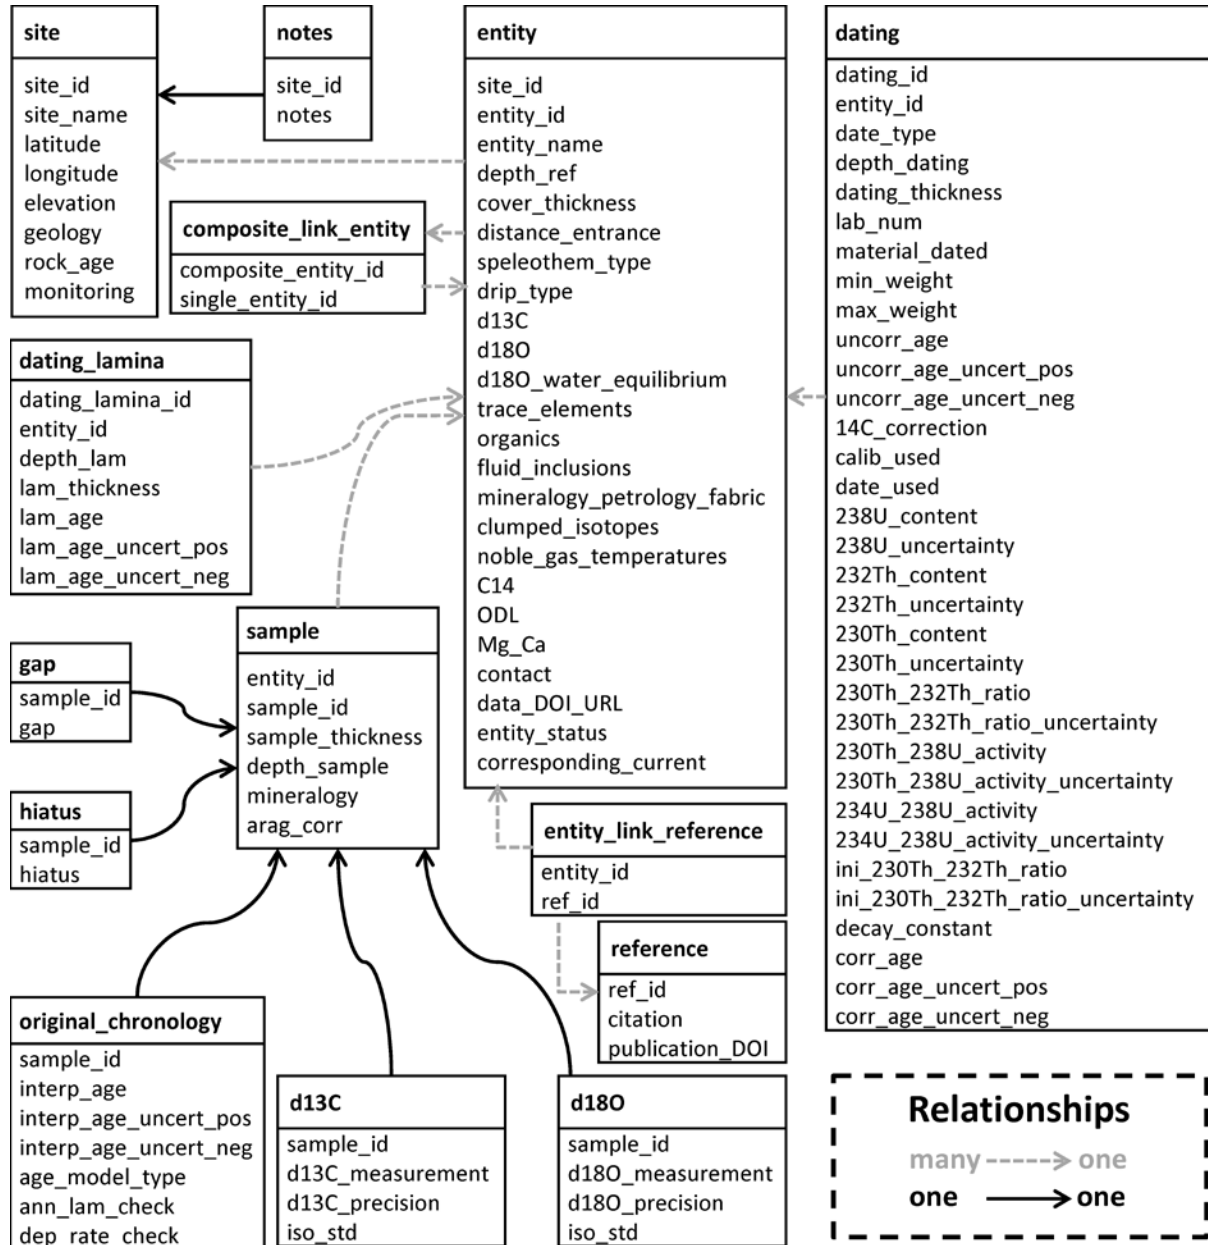 site
site_id
site_name
latitude
longitude
elevation
geology
rock_age
monitoring
notes
site_id
notes
entity
site_id
entity_id
entity_name
depth_ref
cover_thickness
distance_entrance
speleothem_type
drip_type
d13C
d18O
d18O_water_equilibrium
trace_elements
organics
fluid_inclusions
mineralogy_petrology_fabric
clumped_isotopes
noble_gas_temperatures
C14
ODL
Mg_Ca
contact
data_DOI_URL
entity_status
corresponding_current
dating
dating_id
entity_id
date_type
depth_dating
dating_thickness
lab_num
material_dated
min_weight
max_weight
uncorr_age
uncorr_age_uncert_pos
uncorr_age_uncert_neg
14C_correction
calib_used
date_used
238U_content
238U_uncertainty
232Th_content
232Th_uncertainty
230Th_content
230Th_uncertainty
230Th_232Th_ratio
230Th_232Th_ratio_uncertainty
230Th_238U_activity
230Th_238U_activity_uncertainty
234U_238U_activity
234U_238U_activity_uncertainty
ini_230Th_232Th_ratio
ini_230Th_232Th_ratio_uncertainty
decay_constant
corr_age
corr_age_uncert_pos
corr_age_uncert_neg
composite_link_entity
composite_entity_id
single_entity_id
dating_lamina
dating_lamina_id
entity_id
depth_lam
lam_thickness
lam_age
lam_age_uncert_pos
lam_age_uncert_neg
sample
entity_id
sample_id
sample_thickness
depth_sample
mineralogy
arag_corr
gap
sample_id
gap
hiatus
sample_id
hiatus
entity_link_reference
entity_id
ref_id
reference
ref_id
citation
publication_DOI
original_chronology
sample_id
interp_age
interp_age_uncert_pos
interp_age_uncert_neg
age_model_type
ann_lam_check
dep_rate_check
d13C
sample_id
d13C_measurement
d13C_precision
iso_std
d18O
sample_id
d18O_measurement
d18O_precision
iso_std
Relationships
many one
one one